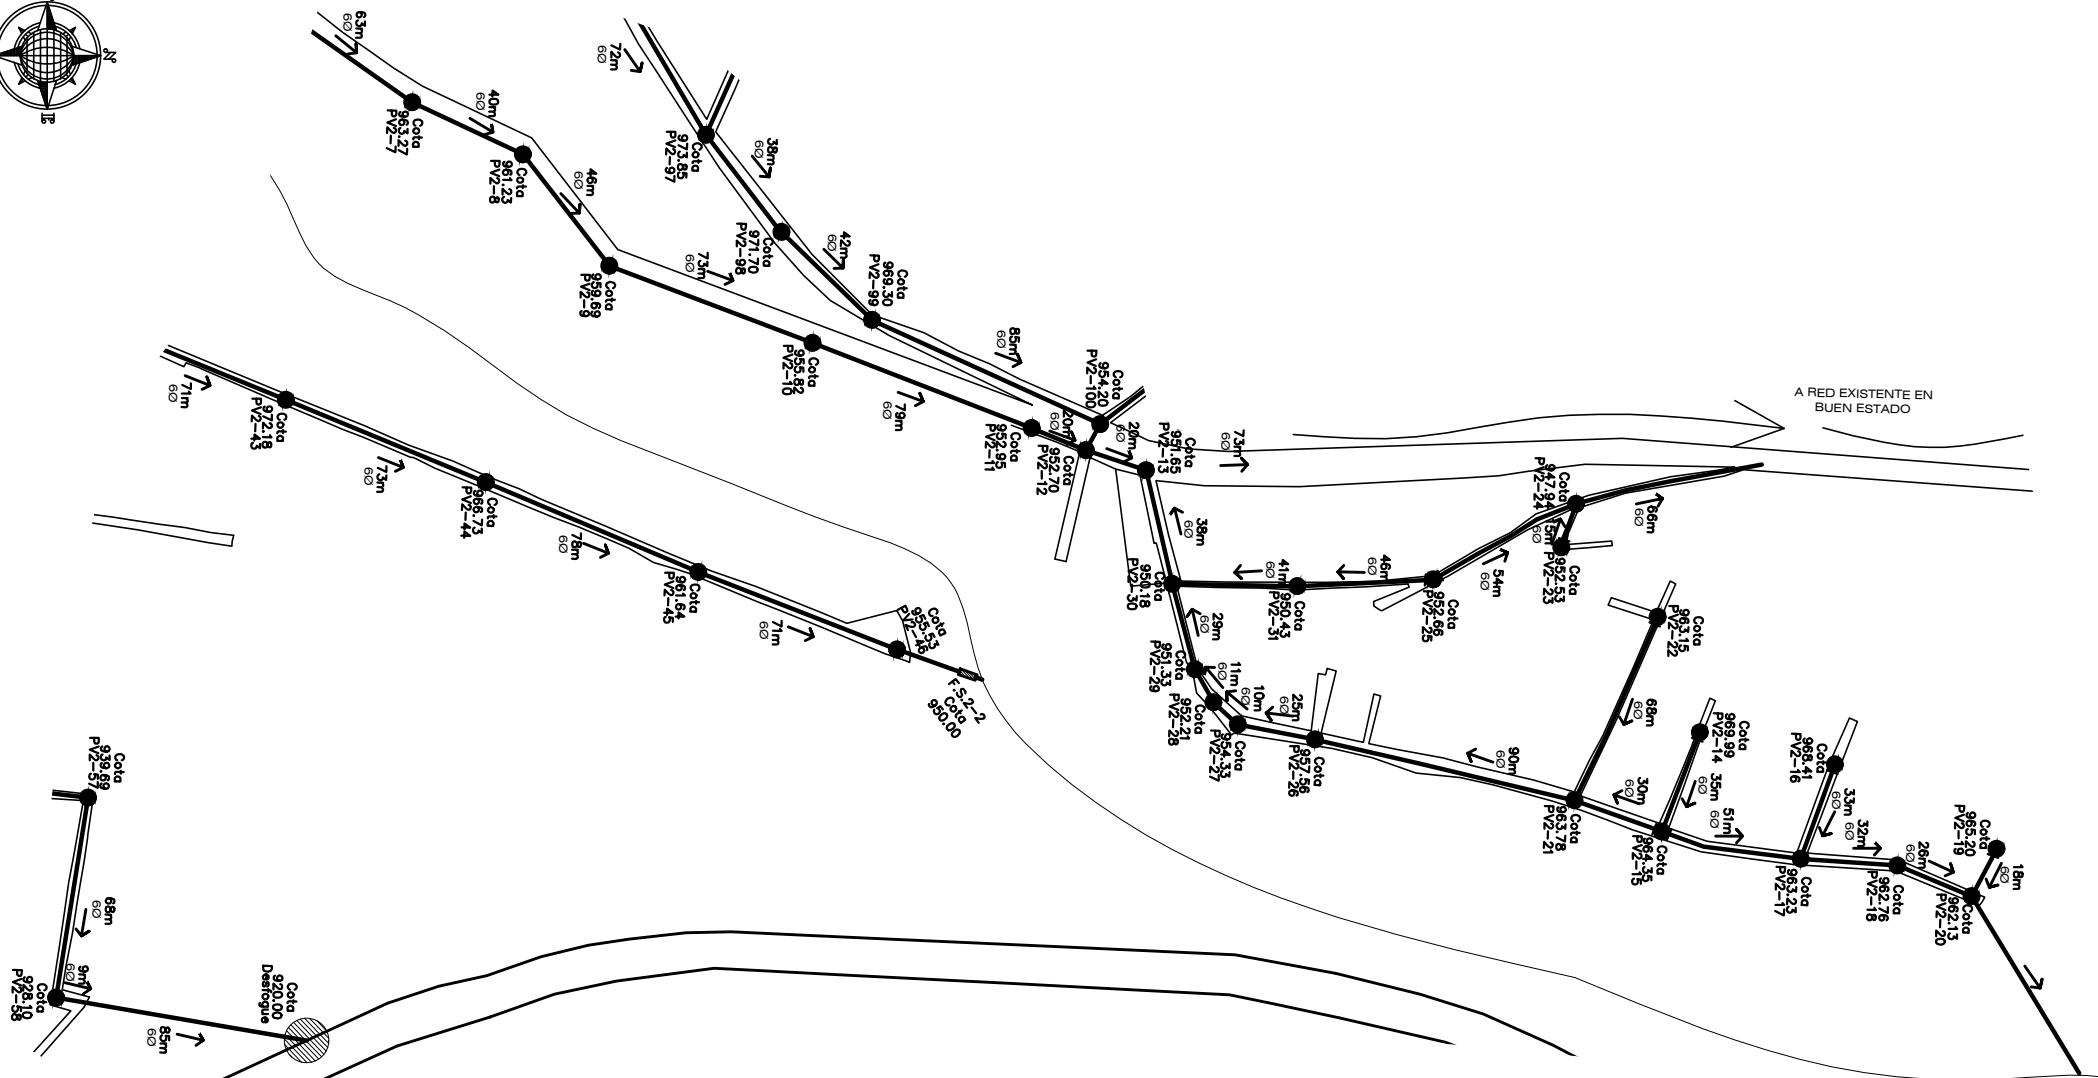 N.
E.
63m
6Ø
Cota
963.27
PV2-7
40m
6Ø
Cota
961.23
PV2-8
46m
6Ø
Cota
959.69
PV2-9
73m
6Ø
Cota
955.82
PV2-10
79m
6Ø
Cota
952.95
PV2-11
20m
6Ø
Cota
952.70
PV2-12
20m
6Ø
Cota
951.65
PV2-13
73m
6Ø
72m
6Ø
Cota
973.85
PV2-97
38m
6Ø
Cota
971.70
PV2-98
42m
6Ø
Cota
969.30
PV2-99
85m
6Ø
Cota
954.20
PV2-100
A RED EXISTENTE EN
BUEN ESTADO
71m
6Ø
Cota
972.18
PV2-43
73m
6Ø
Cota
966.73
PV2-44
78m
6Ø
Cota
961.64
PV2-45
71m
6Ø
Cota
955.53
PV2-46
F.S.2-2
Cota
950.00
38m
6Ø
Cota
950.18
PV2-30
41m
6Ø
Cota
950.43
PV2-31
46m
6Ø
Cota
952.66
PV2-25
54m
6Ø
Cota
947.94
PV2-24
15m
6Ø
Cota
952.53
PV2-23
66m
6Ø
29m
6Ø
Cota
951.33
PV2-29
11m
6Ø
Cota
952.21
PV2-28
10m
6Ø
Cota
954.33
PV2-27
25m
6Ø
Cota
957.56
PV2-26
90m
6Ø
Cota
963.15
PV2-22
68m
6Ø
Cota
963.78
PV2-21
30m
6Ø
Cota
969.99
PV2-14
35m
6Ø
Cota
964.35
PV2-15
51m
6Ø
Cota
968.41
PV2-16
33m
6Ø
Cota
963.23
PV2-17
32m
6Ø
Cota
962.76
PV2-18
26m
6Ø
Cota
965.20
PV2-19
18m
6Ø
Cota
962.13
PV2-20
Cota
939.69
PV2-57
68m
6Ø
Cota
928.10
PV2-58
9m
6Ø
85m
6Ø
Cota
920.00
Desfogue